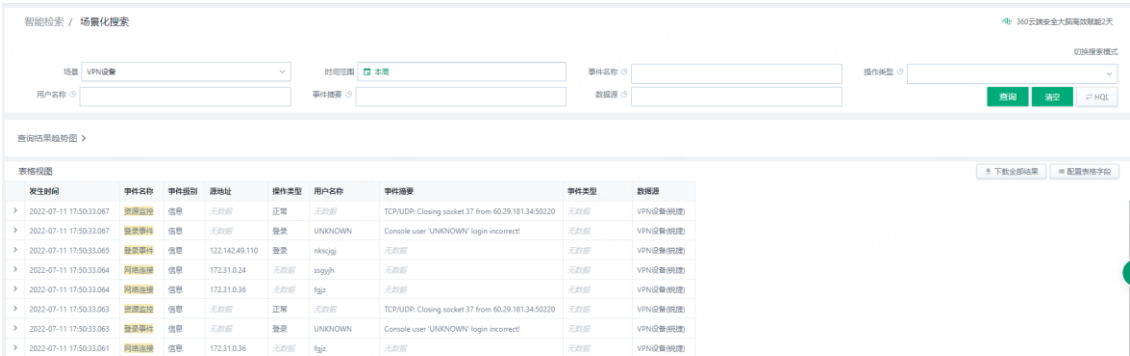 智能检索 / 场景化搜索
360云端安全大脑高效赋能2天
切换搜索模式
场景 VPN设备 时间范围 本周 事件名称 操作类型
用户名称 事件摘要 数据源 查询 清空 HQL
查询结果趋势图
表格视图 下载全部结果 配置表格字段
发生时间 事件名称 事件级别 源地址 操作类型 用户名称 事件摘要 事件类型 数据源
2022-07-11 17:50:33.067 资源监控 信息 无数据 正常 无数据 TCP/UDP: Closing socket 37 from 60.29.181.34:50220 无数据 VPN设备(锐捷)
2022-07-11 17:50:33.067 登录事件 信息 无数据 登录 UNKNOWN Console user 'UNKNOWN' login incorrect! 无数据 VPN设备(锐捷)
2022-07-11 17:50:33.065 登录事件 信息 122.142.49.110 登录 nkscjgj 无数据 无数据 VPN设备(锐捷)
2022-07-11 17:50:33.064 网络连接 信息 172.31.0.24 无数据 ssgyjh 无数据 无数据 VPN设备(锐捷)
2022-07-11 17:50:33.064 网络连接 信息 172.31.0.36 无数据 fgjz 无数据 无数据 VPN设备(锐捷)
2022-07-11 17:50:33.063 资源监控 信息 无数据 正常 无数据 TCP/UDP: Closing socket 37 from 60.29.181.34:50220 无数据 VPN设备(锐捷)
2022-07-11 17:50:33.063 登录事件 信息 无数据 登录 UNKNOWN Console user 'UNKNOWN' login incorrect! 无数据 VPN设备(锐捷)
2022-07-11 17:50:33.061 网络连接 信息 172.31.0.36 无数据 fgjz 无数据 无数据 VPN设备(锐捷)